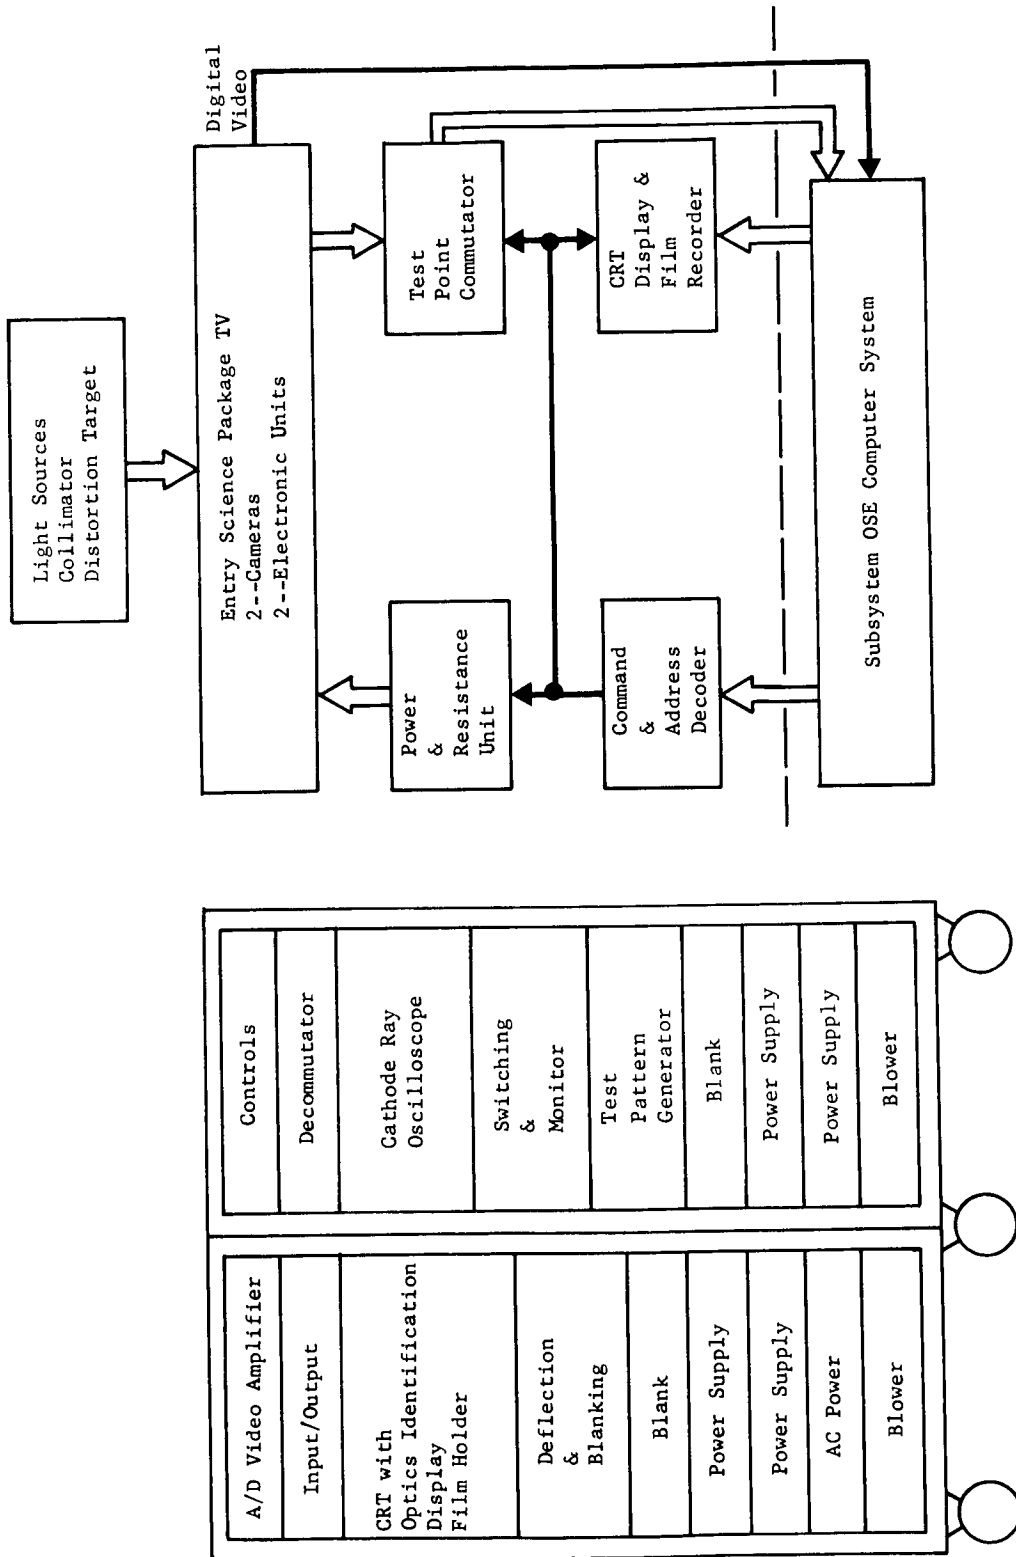 A/D Video Amplifier
Input/Output
CRT with
Optics Identification
Display
Film Holder
Deflection
&
Blanking
Blank
Power Supply
Power Supply
AC Power
Blower
Controls
Decommutator
Cathode Ray
Oscilloscope
Switching
&
Monitor
Test
Pattern
Generator
Blank
Power Supply
Power Supply
Blower
Light Sources
Collimator
Distortion Target
Entry Science Package TV
2--Cameras
2--Electronic Units
Digital
Video
Power
&
Resistance
Unit
Test
Point
Commutator
Command
& Address
Decoder
CRT
Display &
Film
Recorder
Subsystem OSE Computer System